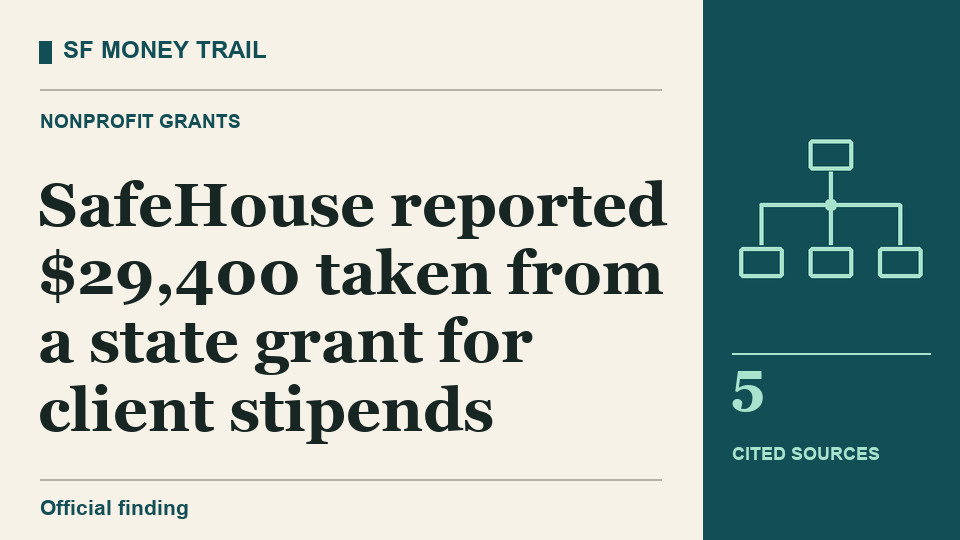 SF MONEY TRAIL
NONPROFIT GRANTS
SafeHouse reported
$29,400 taken from
a state grant for
client stipends
Official finding
5
CITED SOURCES